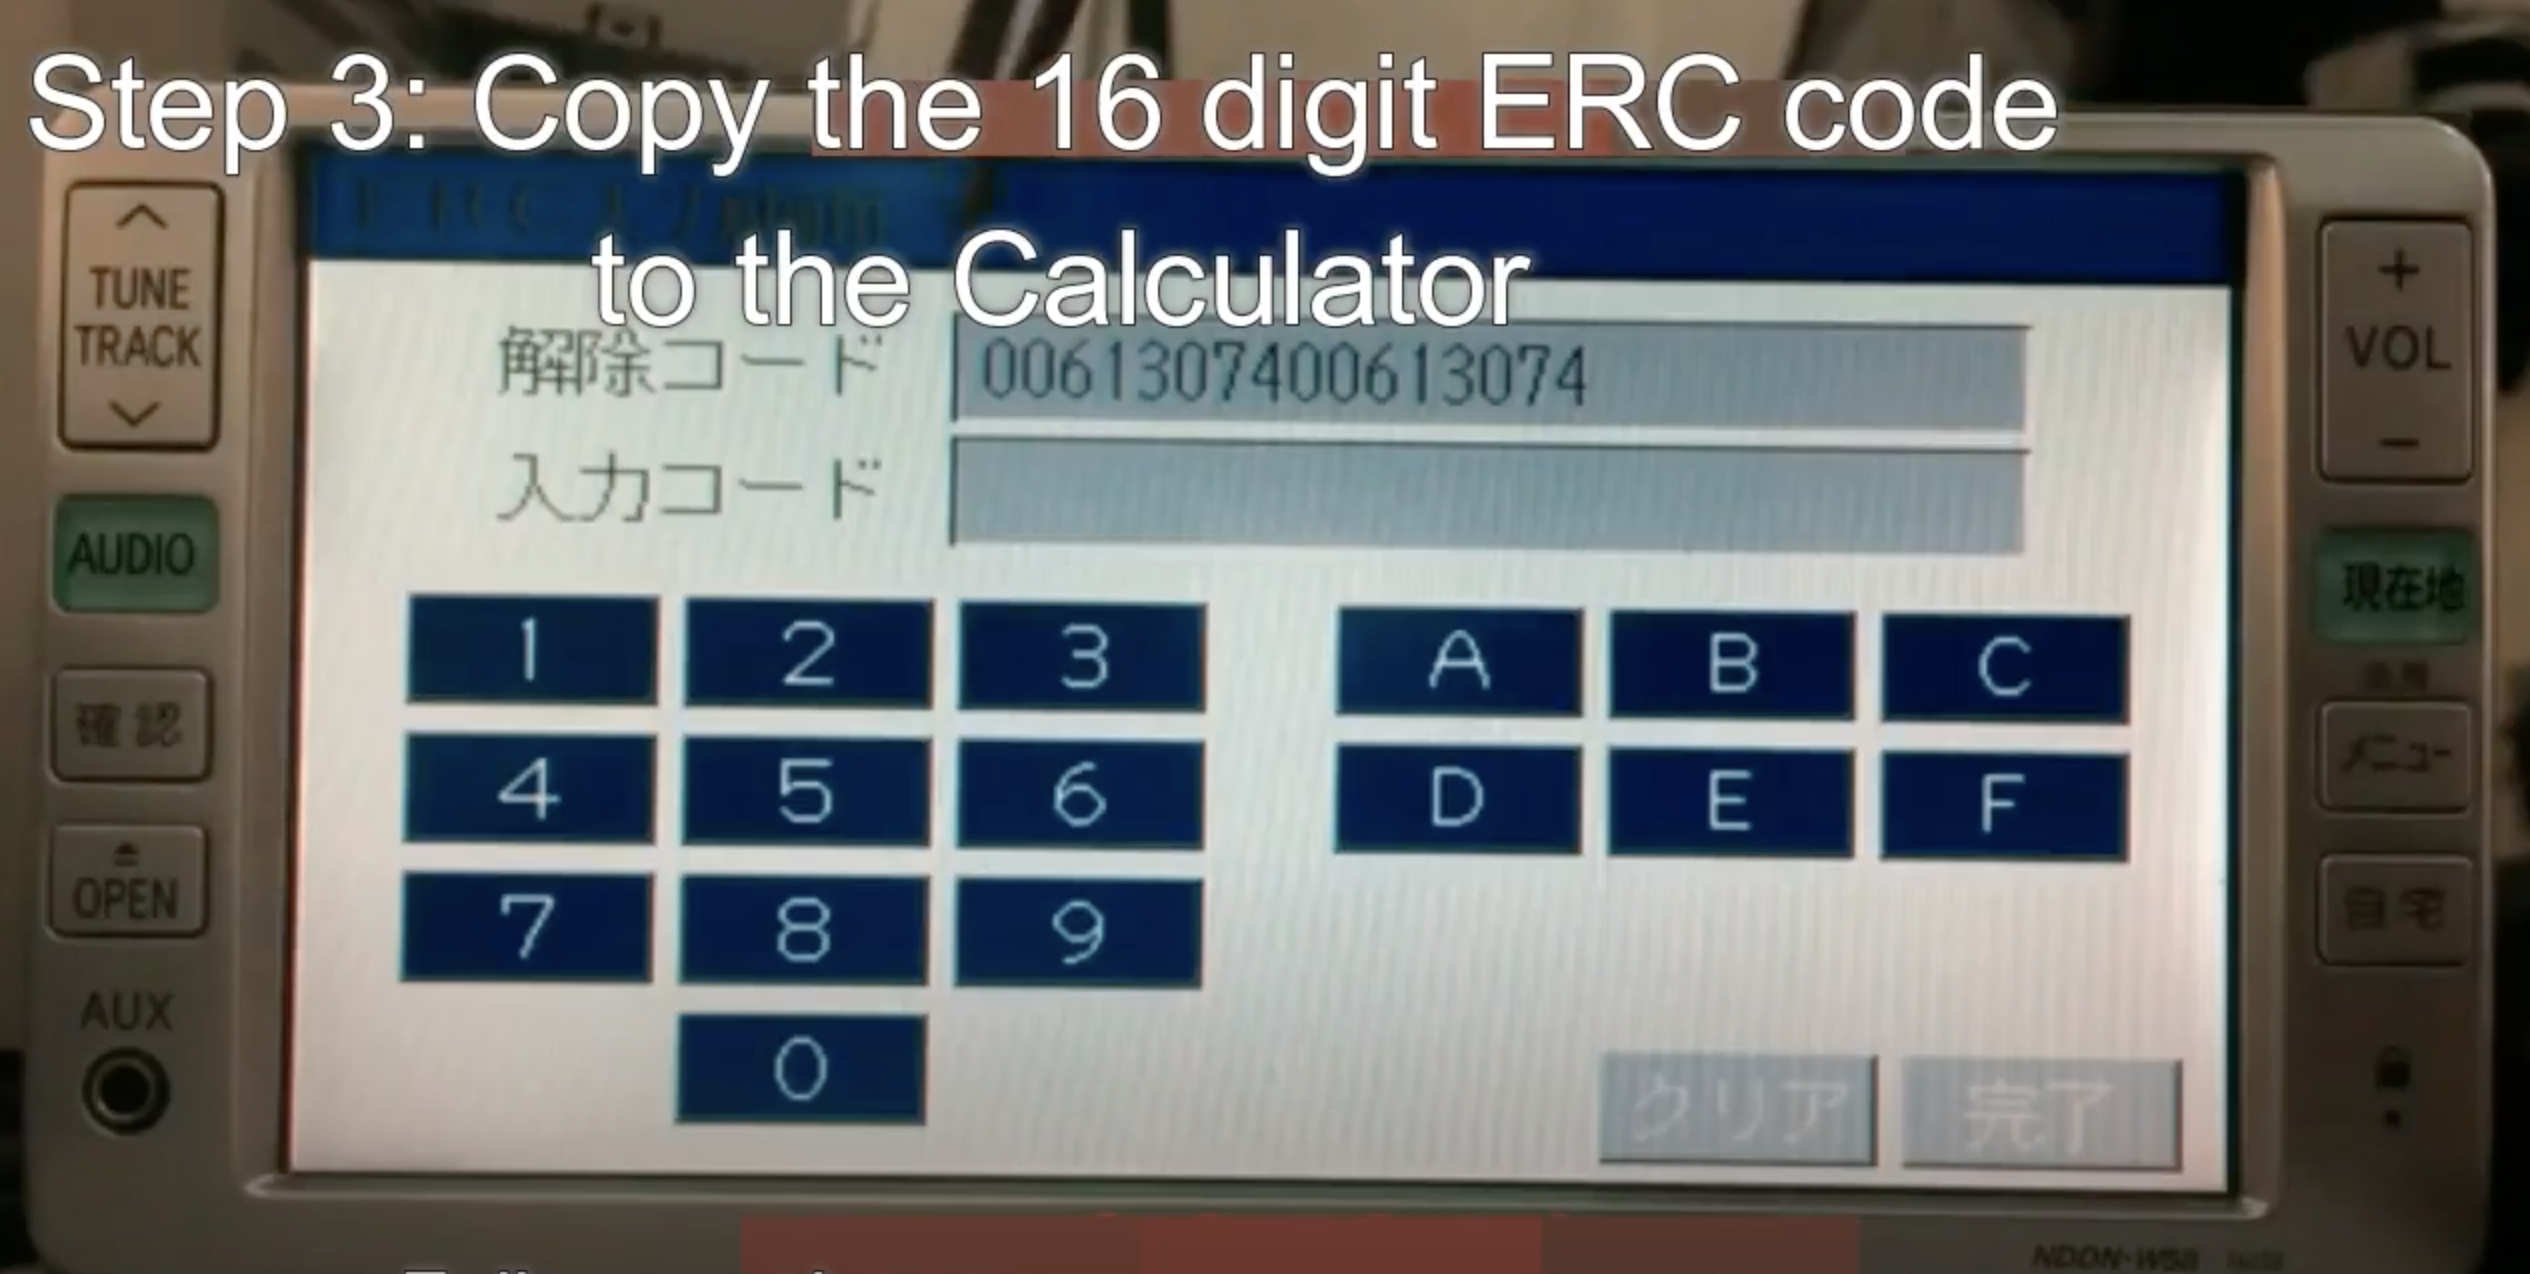 Step 3: Copy the 16 digit ERC code
to the Calculator
TUNE
TRACK
AUDIO
確認
OPEN
AUX
解除コード 0061307400613074
入力コード
1 2 3 A B C
4 5 6 D E F
7 8 9
0
クリア 完了
+
VOL
−
現在地
メニュー
自宅
NDDN-W58